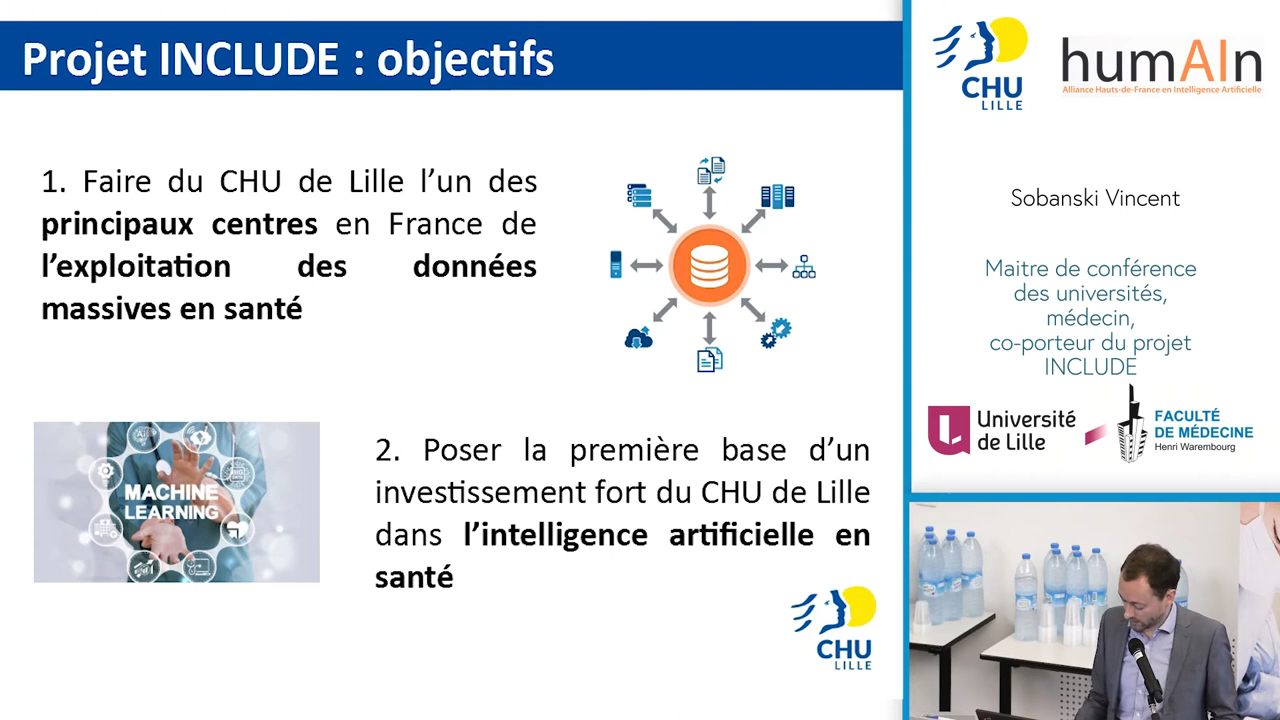 Projet INCLUDE : objectifs
1. Faire du CHU de Lille l’un des
principaux centres en France de
l’exploitation des données
massives en santé
MACHINE
LEARNING
2. Poser la première base d’un
investissement fort du CHU de Lille
dans l’intelligence artificielle en
santé
CHU
LILLE
CHU
LILLE
humAIn
Alliance Hauts-de-France en Intelligence Artificielle
Sobanski Vincent
Maitre de conférence
des universités,
médecin,
co-porteur du projet
INCLUDE
Université
de Lille
FACULTÉ
DE MÉDECINE
Henri Warembourg